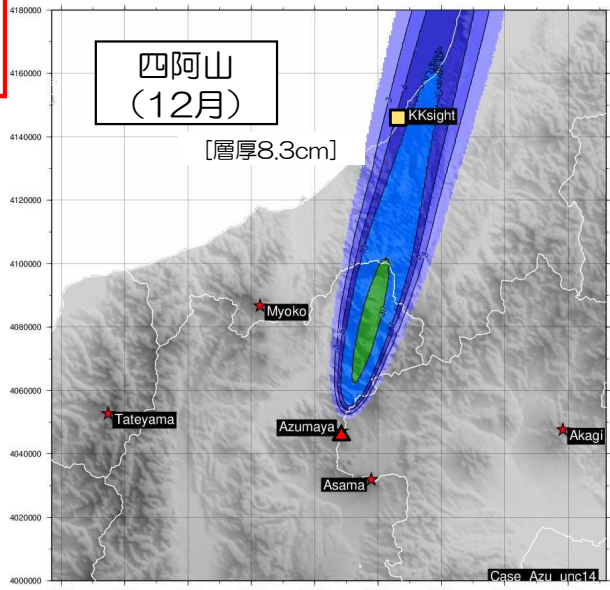 4180000
四阿山
(12月)
4160000
KKsight
4140000
[層厚8.3cm]
4120000
4100000
Myoko
4080000
4060000
Tateyama
Azumaya
Akagi
4040000
Asama
4020000
Case_Azu_unc14
4000000